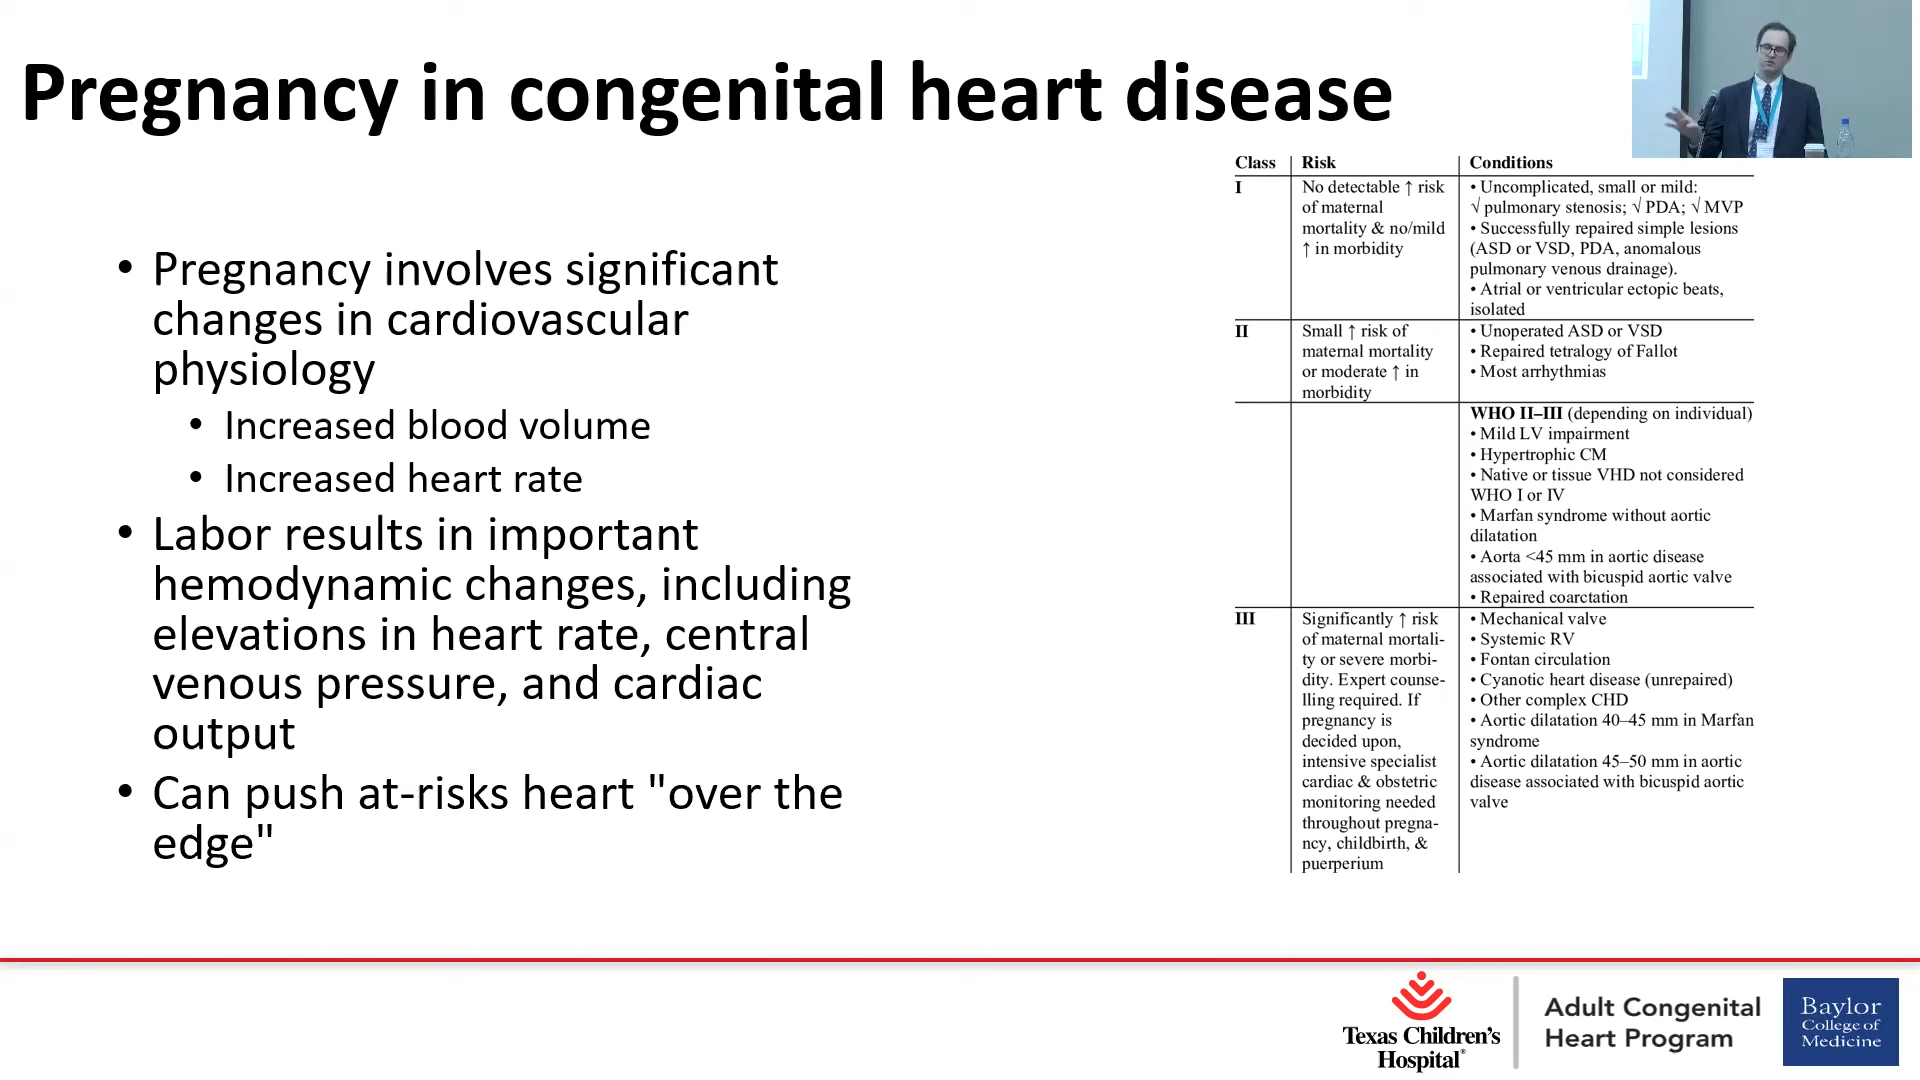 Pregnancy in congenital heart disease
• Pregnancy involves significant
changes in cardiovascular
physiology
• Increased blood volume
• Increased heart rate
• Labor results in important
hemodynamic changes, including
elevations in heart rate, central
venous pressure, and cardiac
output
• Can push at-risks heart "over the
edge"
Class Risk Conditions
I
No detectable ↑ risk
of maternal
mortality & no/mild
↑ in morbidity
• Uncomplicated, small or mild:
√ pulmonary stenosis; √ PDA; √ MVP
• Successfully repaired simple lesions
(ASD or VSD, PDA, anomalous
pulmonary venous drainage).
• Atrial or ventricular ectopic beats,
isolated
II
Small ↑ risk of
maternal mortality
or moderate ↑ in
morbidity
• Unoperated ASD or VSD
• Repaired tetralogy of Fallot
• Most arrhythmias
WHO II–III (depending on individual)
• Mild LV impairment
• Hypertrophic CM
• Native or tissue VHD not considered
WHO I or IV
• Marfan syndrome without aortic
dilatation
• Aorta <45 mm in aortic disease
associated with bicuspid aortic valve
• Repaired coarctation
III
Significantly ↑ risk
of maternal mortali-
ty or severe morbi-
dity. Expert counse-
lling required. If
pregnancy is
decided upon,
intensive specialist
cardiac & obstetric
monitoring needed
throughout pregna-
ncy, childbirth, &
puerperium
• Mechanical valve
• Systemic RV
• Fontan circulation
• Cyanotic heart disease (unrepaired)
• Other complex CHD
• Aortic dilatation 40–45 mm in Marfan
syndrome
• Aortic dilatation 45–50 mm in aortic
disease associated with bicuspid aortic
valve
Texas Children's
Hospital®
Adult Congenital
Heart Program
Baylor
College of
Medicine